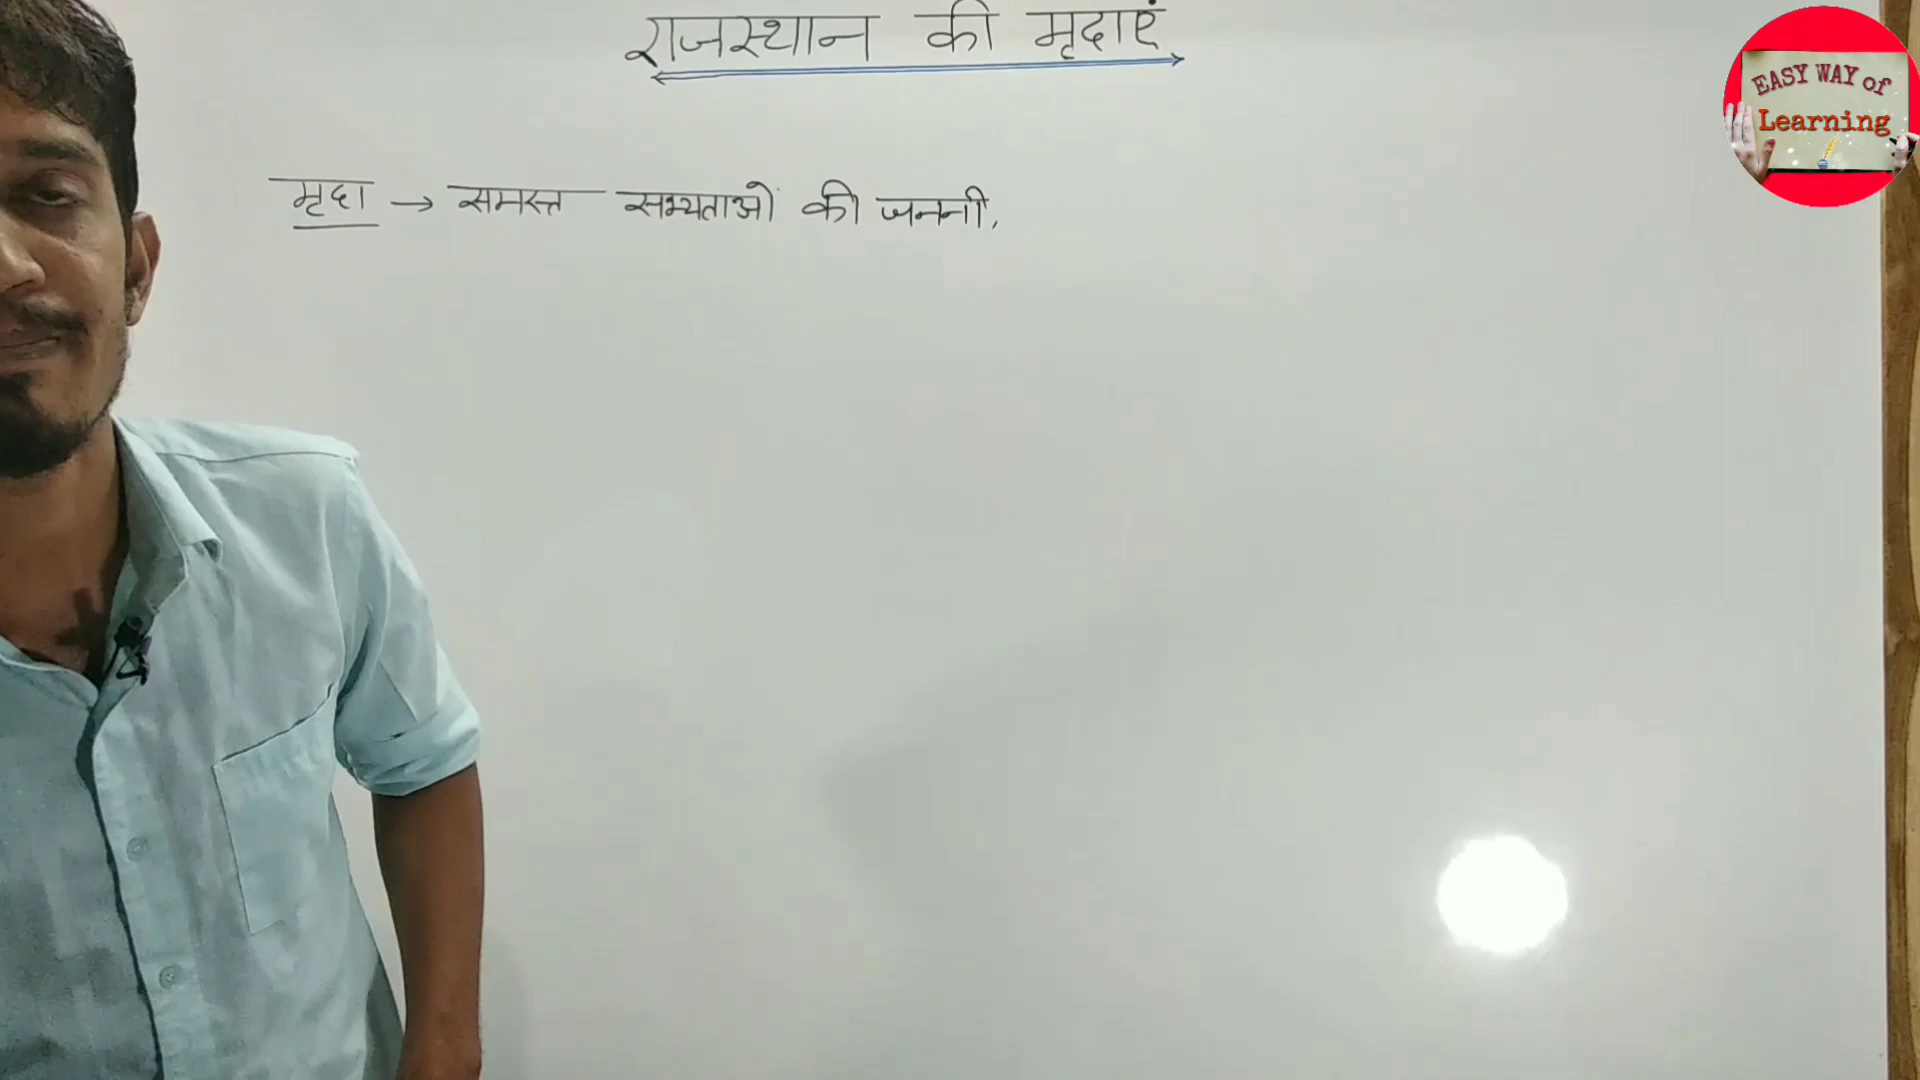 राजस्थान की मृदाएं
मृदा → समस्त सभ्यताओं की जननी,
EASY WAY of
Learning